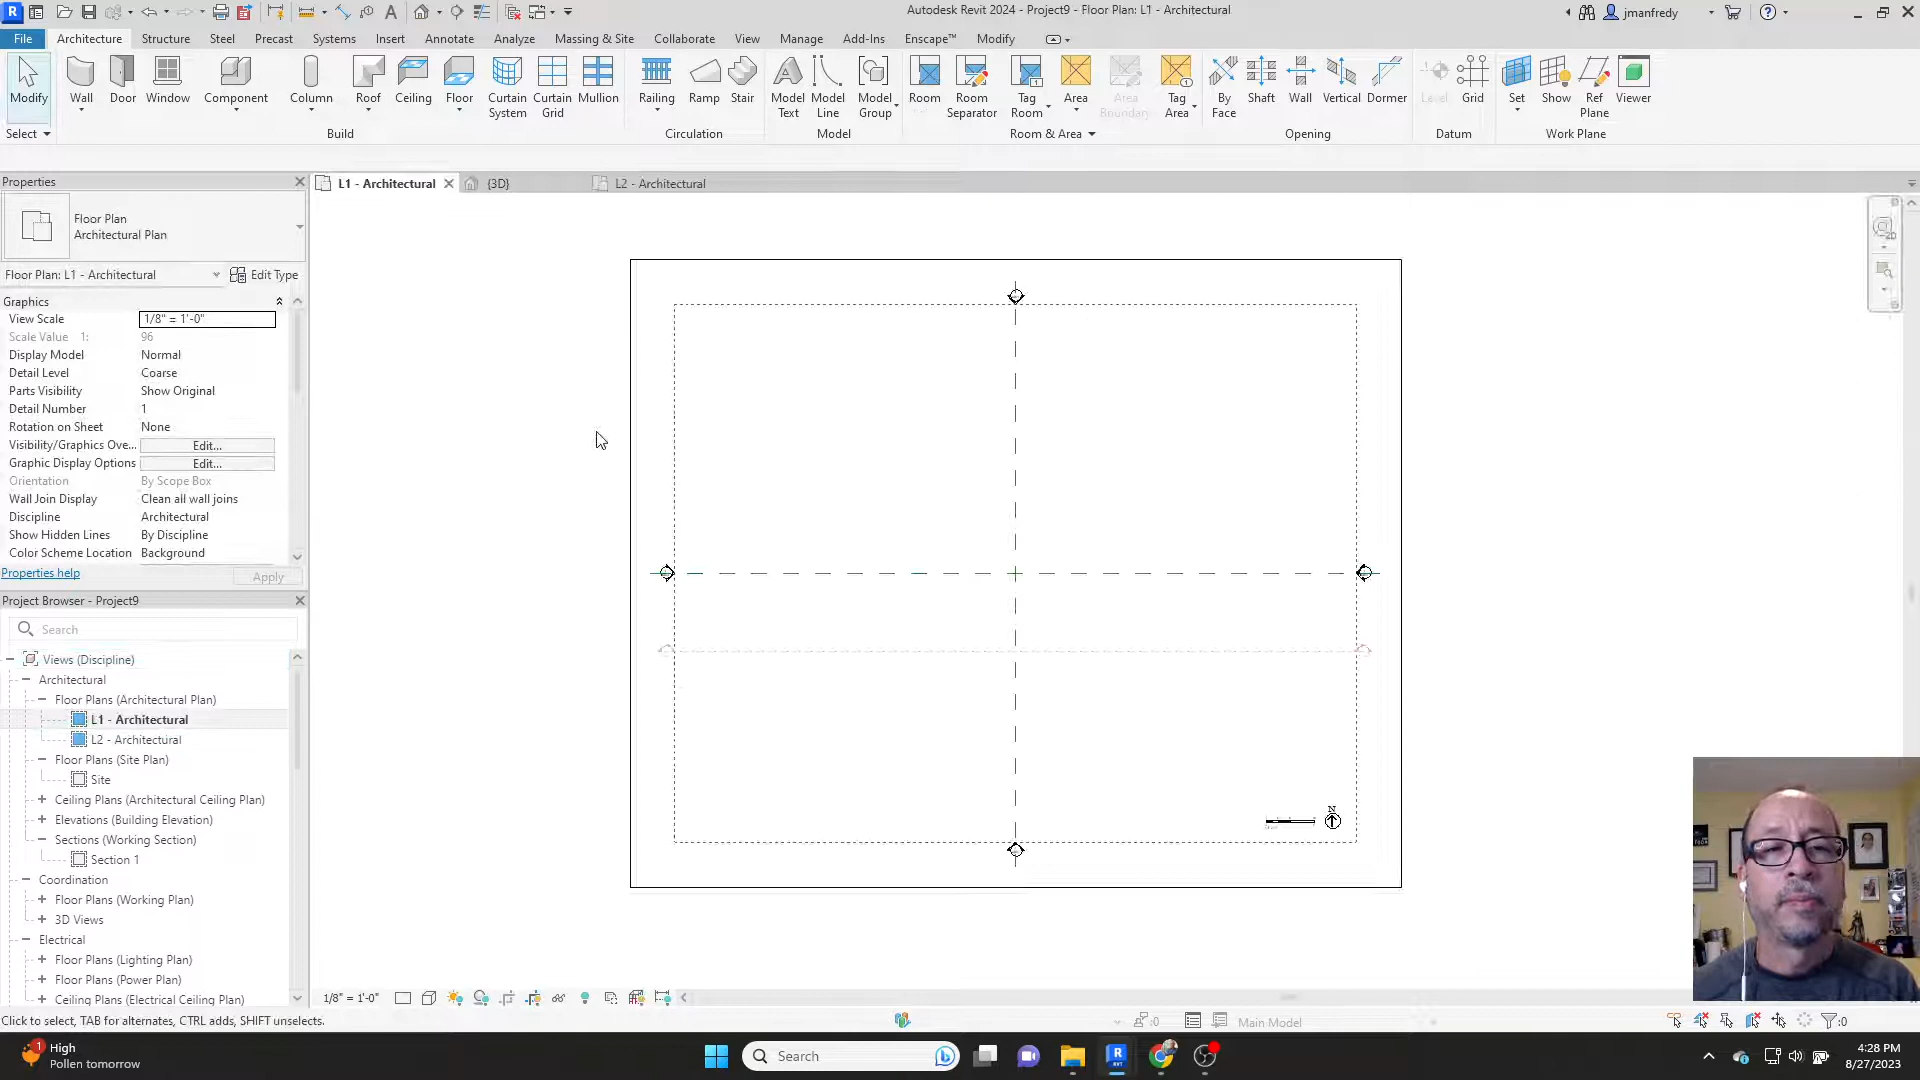 Autodesk Revit 2024 - Project9 - Floor Plan: L1 - Architectural
jmanfredy
File Architecture Structure Steel Precast Systems Insert Annotate Analyze Massing & Site Collaborate View Manage Add-Ins Enscape™ Modify
Modify Wall Door Window Component Column Roof Ceiling Floor Curtain System Curtain Grid Mullion Railing Ramp Stair Model Text Model Line Model Group Room Room Separator Tag Room Area Area Boundary Tag Area By Face Shaft Wall Vertical Dormer Level Grid Set Show Ref Plane Viewer
Select Build Circulation Model Room & Area Opening Datum Work Plane
Properties
L1 - Architectural {3D} L2 - Architectural
Floor Plan
Architectural Plan
Floor Plan: L1 - Architectural Edit Type
Graphics
View Scale 1/8" = 1'-0"
Scale Value 1: 96
Display Model Normal
Detail Level Coarse
Parts Visibility Show Original
Detail Number 1
Rotation on Sheet None
Visibility/Graphics Ove... Edit...
Graphic Display Options Edit...
Orientation By Scope Box
Wall Join Display Clean all wall joins
Discipline Architectural
Show Hidden Lines By Discipline
Color Scheme Location Background
Properties help Apply
Project Browser - Project9
Search
Views (Discipline)
Architectural
Floor Plans (Architectural Plan)
L1 - Architectural
L2 - Architectural
Floor Plans (Site Plan)
Site
Ceiling Plans (Architectural Ceiling Plan)
Elevations (Building Elevation)
Sections (Working Section)
Section 1
Coordination
Floor Plans (Working Plan)
3D Views
Electrical
Floor Plans (Lighting Plan)
Floor Plans (Power Plan)
Ceiling Plans (Electrical Ceiling Plan)
N
1/8" = 1'-0"
Click to select, TAB for alternates, CTRL adds, SHIFT unselects.
:0 Main Model :0
1 High
Pollen tomorrow
Search
4:28 PM
8/27/2023